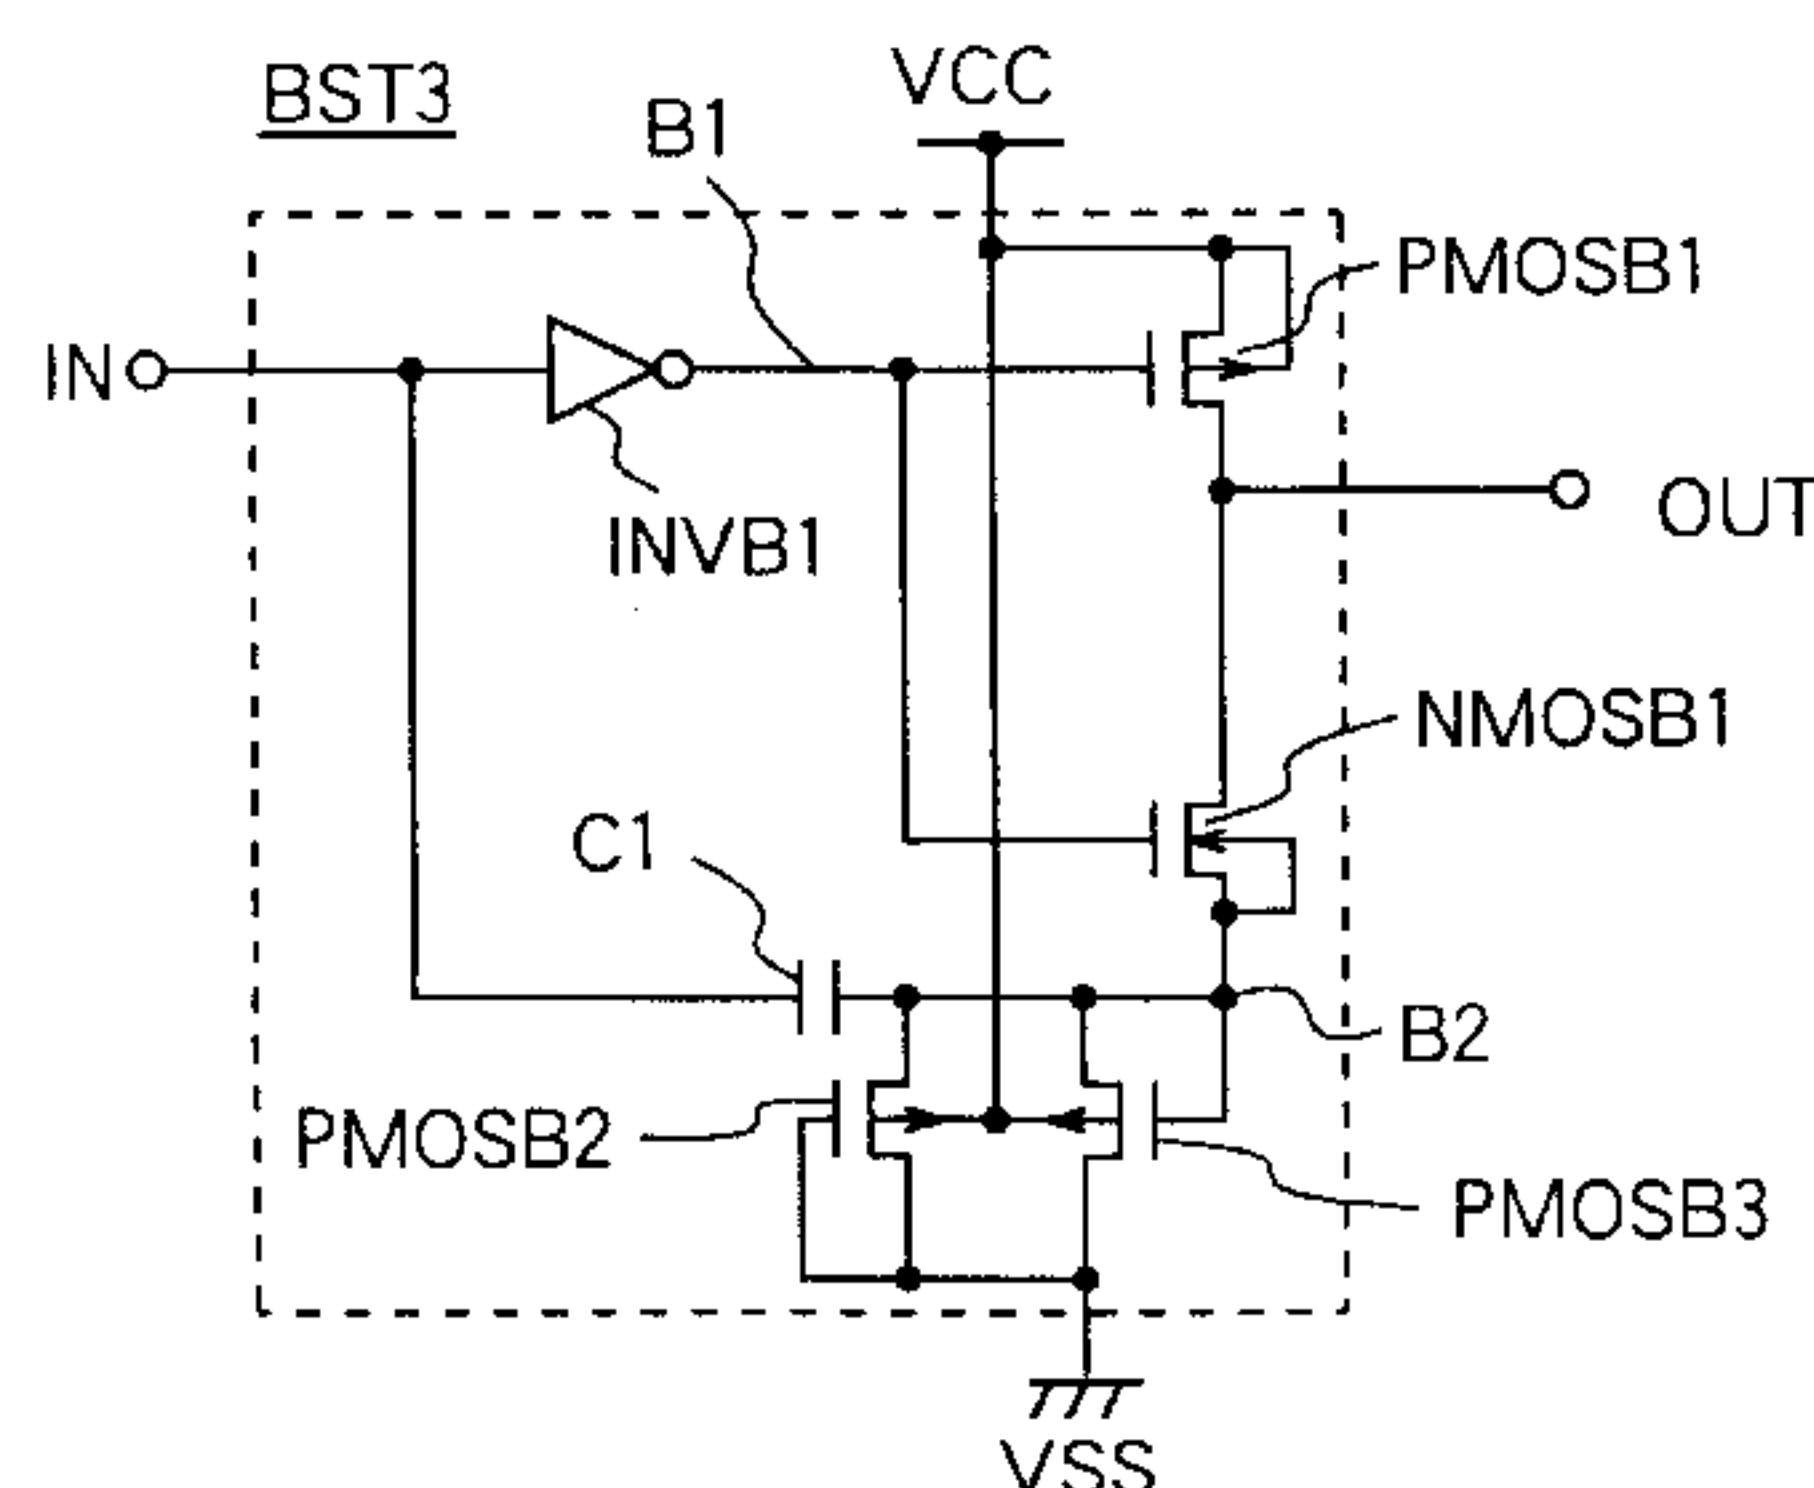 BST3
VCC
B1
PMOSB1
IN
INVB1
OUT
NMOSB1
C1
B2
PMOSB2
PMOSB3
VSS